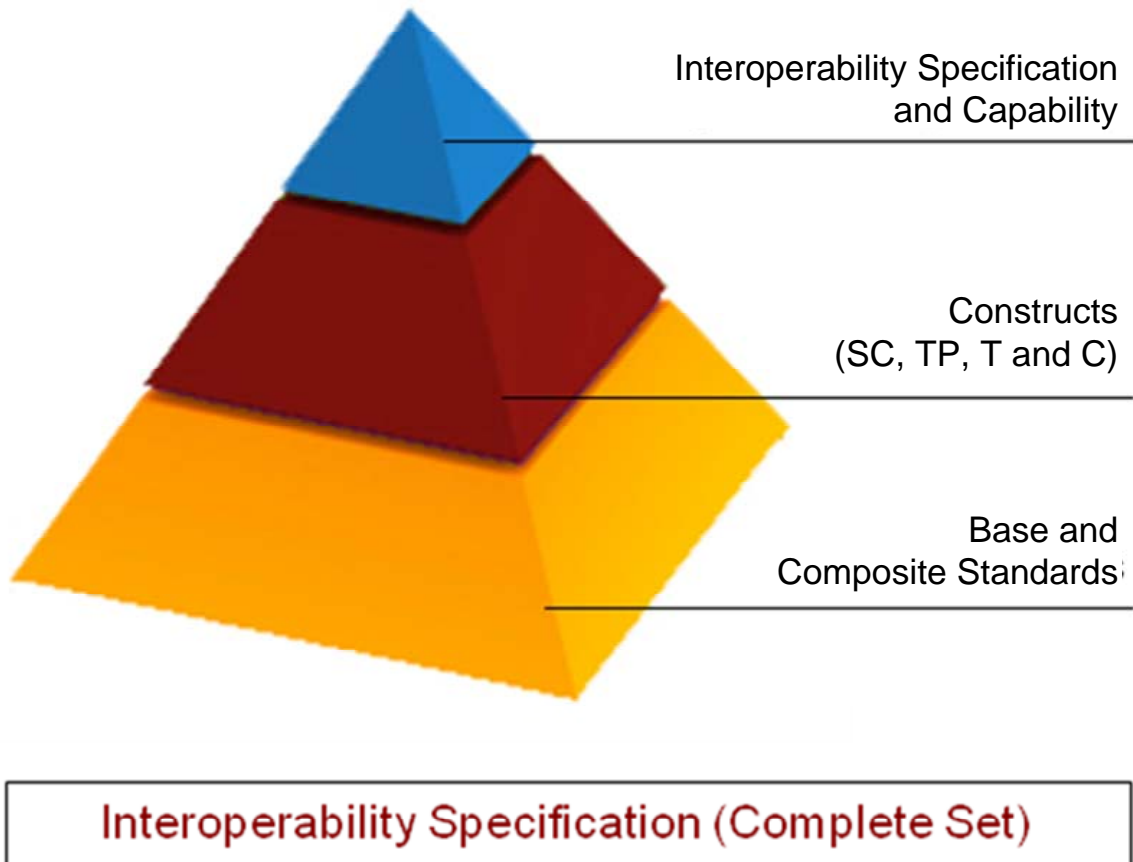 Interoperability Specification
and Capability
Constructs
(SC, TP, T and C)
Base and
Composite Standards
Interoperability Specification (Complete Set)